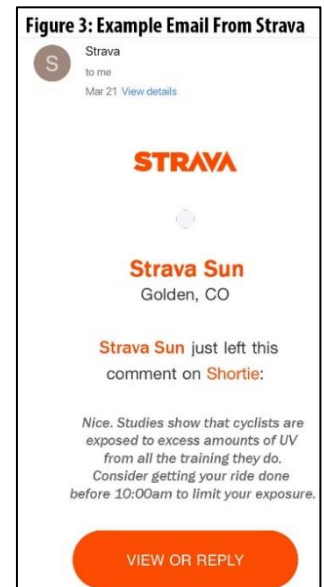 Figure 3: Example Email From Strava
S
Strava
to me
Mar 21 View details
STRAVA
Strava Sun
Golden, CO
Strava Sun just left this
comment on Shortie:
Nice. Studies show that cyclists are
exposed to excess amounts of UV
from all the training they do.
Consider getting your ride done
before 10:00am to limit your exposure.
VIEW OR REPLY